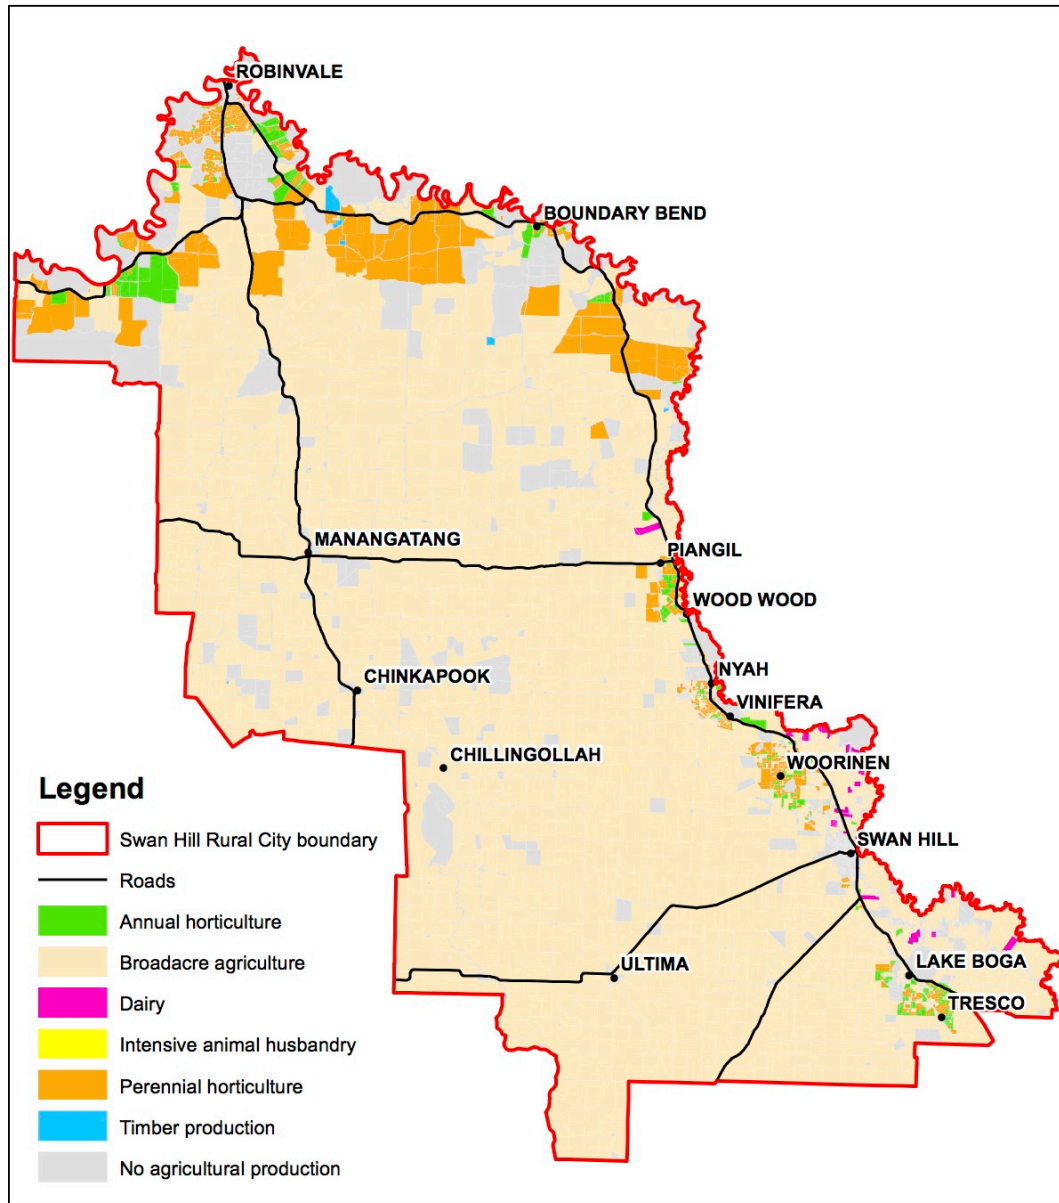 ROBINVALE
BOUNDARY BEND
MANANGATANG
PIANGIL
WOOD WOOD
NYAH
CHINKAPOOK
VINIFERA
CHILLINGOLLAH
WOORINEN
SWAN HILL
ULTIMA
LAKE BOGA
TRESCO
Legend
Swan Hill Rural City boundary
Roads
Annual horticulture
Broadacre agriculture
Dairy
Intensive animal husbandry
Perennial horticulture
Timber production
No agricultural production